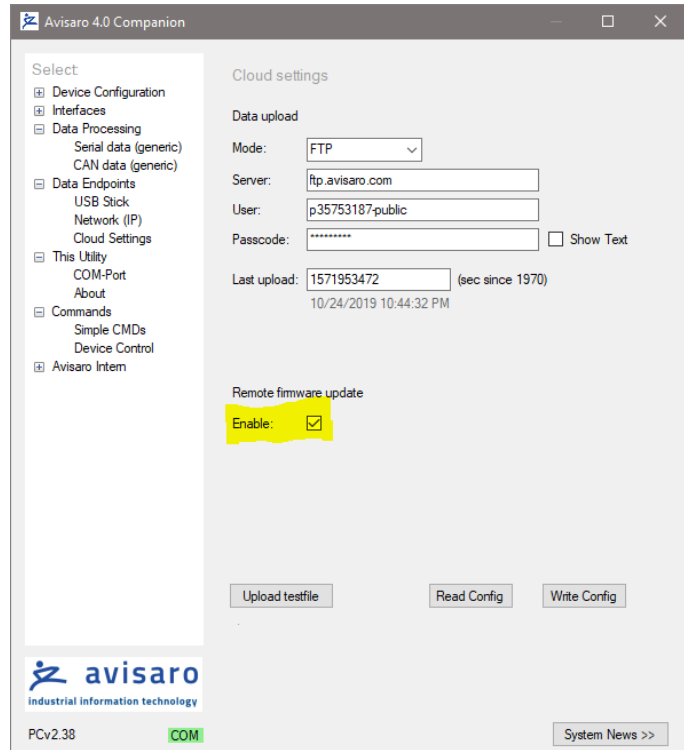 Avisaro 4.0 Companion
Select
Device Configuration
Interfaces
Data Processing
Serial data (generic)
CAN data (generic)
Data Endpoints
USB Stick
Network (IP)
Cloud Settings
This Utility
COM-Port
About
Commands
Simple CMDs
Device Control
Avisaro Intern
Cloud settings
Data upload
Mode: FTP
Server: ftp.avisaro.com
User: p35753187-public
Passcode: ********* Show Text
Last upload: 1571953472 (sec since 1970)
10/24/2019 10:44:32 PM
Remote firmware update
Enable:
Upload testfile Read Config Write Config
avisaro
industrial information technology
PCv2.38 COM System News >>